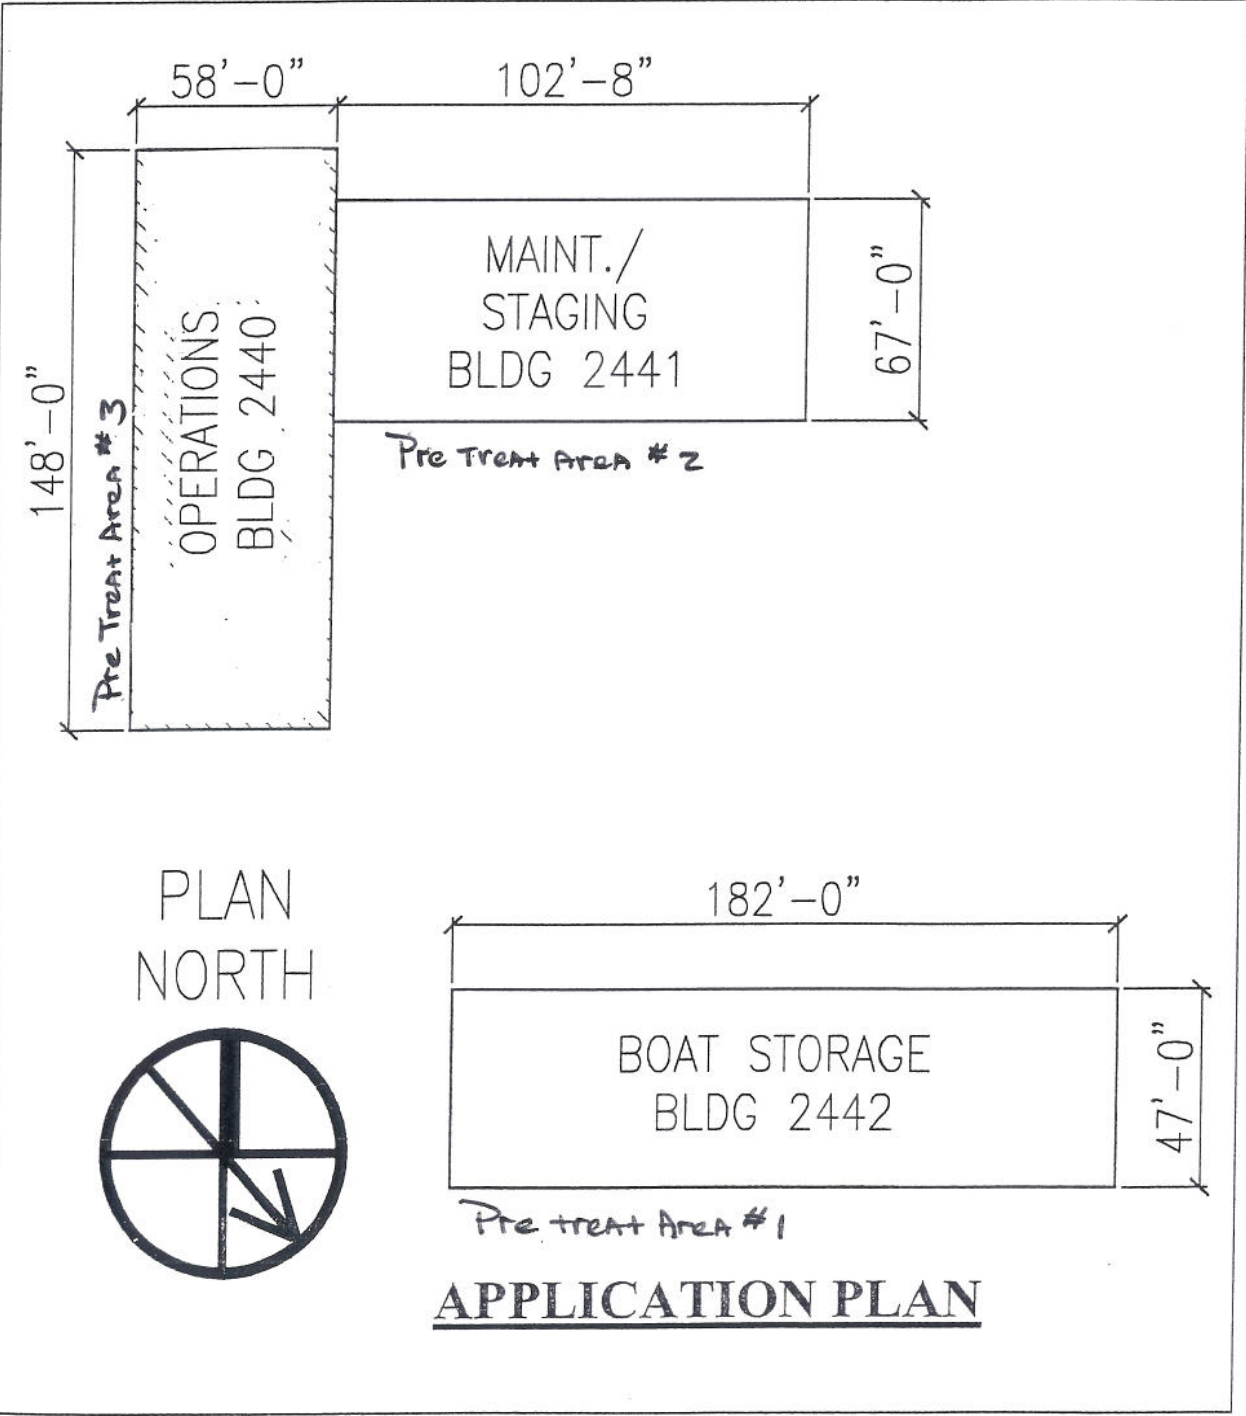 58'-0"
102'-8"
148'-0"
Pre Treat Area #3
OPERATIONS
BLDG 2440
MAINT./
STAGING
BLDG 2441
67'-0"
Pre Treat Area #2
PLAN
NORTH
182'-0"
BOAT STORAGE
BLDG 2442
47'-0"
Pre treat Area #1
APPLICATION PLAN